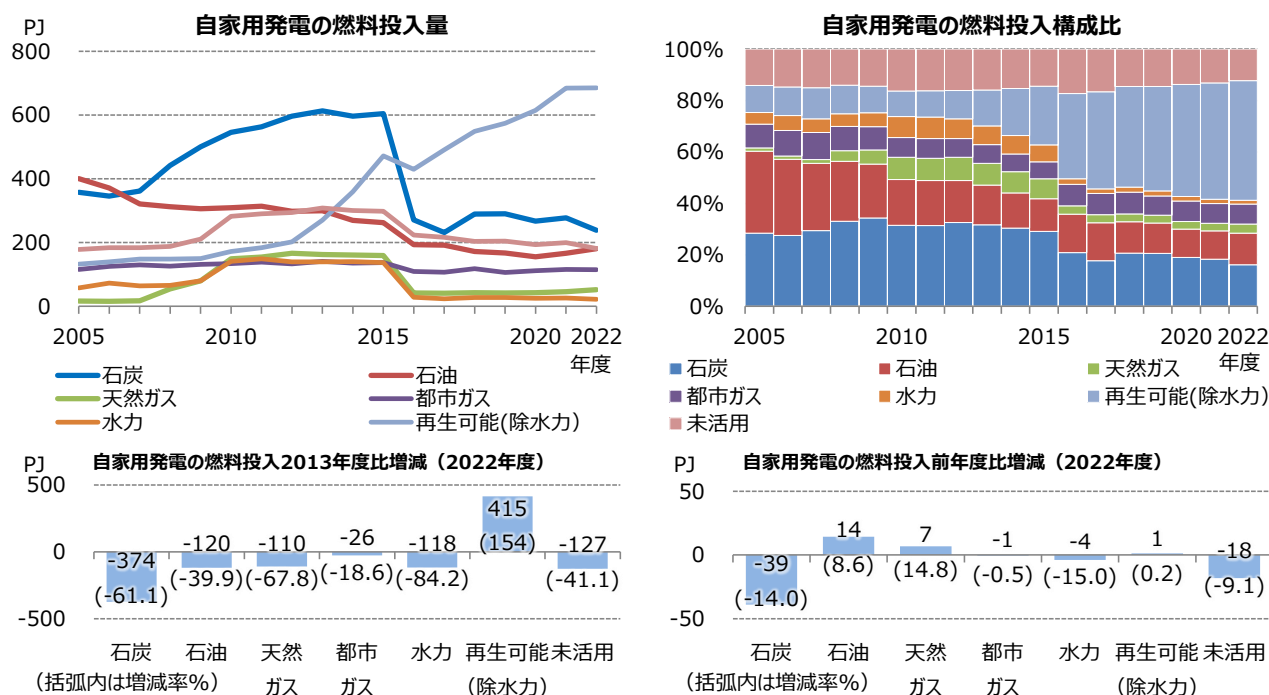 自家用発電の燃料投入量
PJ
800
600
400
200
0
2005
2010
2015
2020
2022
年度
石炭
石油
天然ガス
都市ガス
水力
再生可能(除水力)
自家用発電の燃料投入構成比
100%
80%
60%
40%
20%
0%
2005
2010
2015
2020
2022
年度
石炭
石油
天然ガス
都市ガス
水力
再生可能(除水力)
未活用
PJ
自家用発電の燃料投入2013年度比増減（2022年度）
500
0
-500
-374
(-61.1)
-120
(-39.9)
-110
(-67.8)
-26
(-18.6)
-118
(-84.2)
415
(154)
-127
(-41.1)
石炭
石油
天然
ガス
都市
ガス
水力
再生可能
(除水力)
未活用
（括弧内は増減率%）
PJ
自家用発電の燃料投入前年度比増減（2022年度）
50
0
-50
-39
(-14.0)
14
(8.6)
7
(14.8)
-1
(-0.5)
-4
(-15.0)
1
(0.2)
-18
(-9.1)
石炭
石油
天然
ガス
都市
ガス
水力
再生可能
(除水力)
未活用
（括弧内は増減率%）